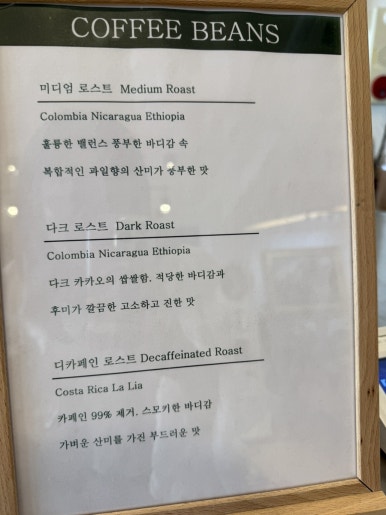 COFFEE BEANS
미디엄 로스트 Medium Roast
Colombia Nicaragua Ethiopia
훌륭한 밸런스 풍부한 바디감 속
복합적인 과일향의 산미가 풍부한 맛
다크 로스트 Dark Roast
Colombia Nicaragua Ethiopia
다크 카카오의 쌉쌀함, 적당한 바디감과
후미가 깔끔한 고소하고 진한 맛
디카페인 로스트 Decaffeinated Roast
Costa Rica La Lia
카페인 99% 제거, 스모키한 바디감
가벼운 산미를 가진 부드러운 맛